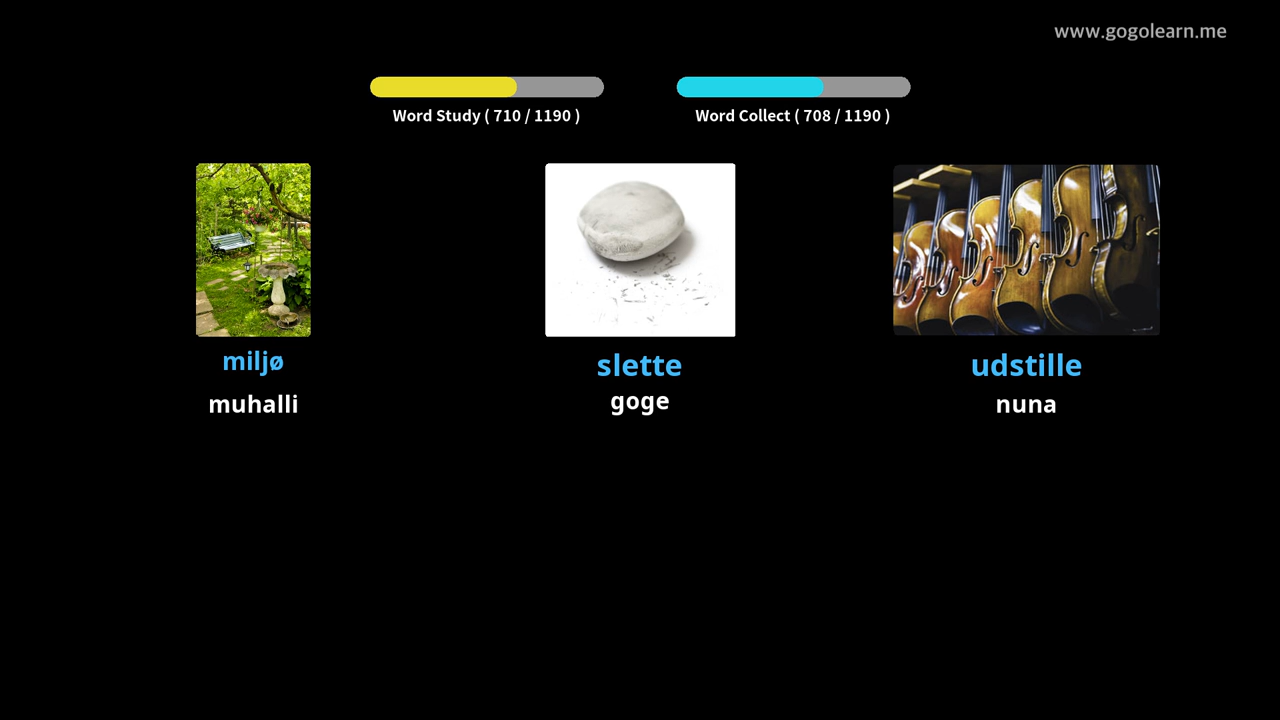 www.gogolearn.me
Word Study ( 710 / 1190 )
Word Collect ( 708 / 1190 )
miljø
slette
udstille
muhalli
goge
nuna